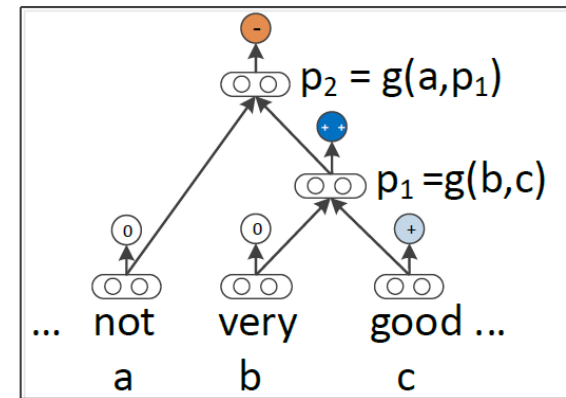 -
p₂ = g(a,p₁)
+ +
p₁ =g(b,c)
0 0 +
... not very good ...
a b c